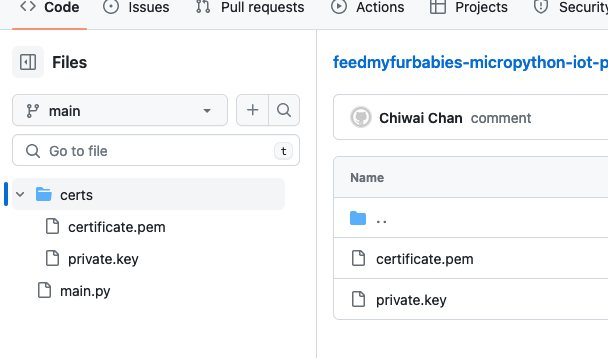 Code Issues Pull requests Actions Projects Security
Files
feedmyfurbabies-micropython-iot-p
main
Chiwai Chan comment
Go to file t
Name
certs
..
certificate.pem
certificate.pem
private.key
private.key
main.py